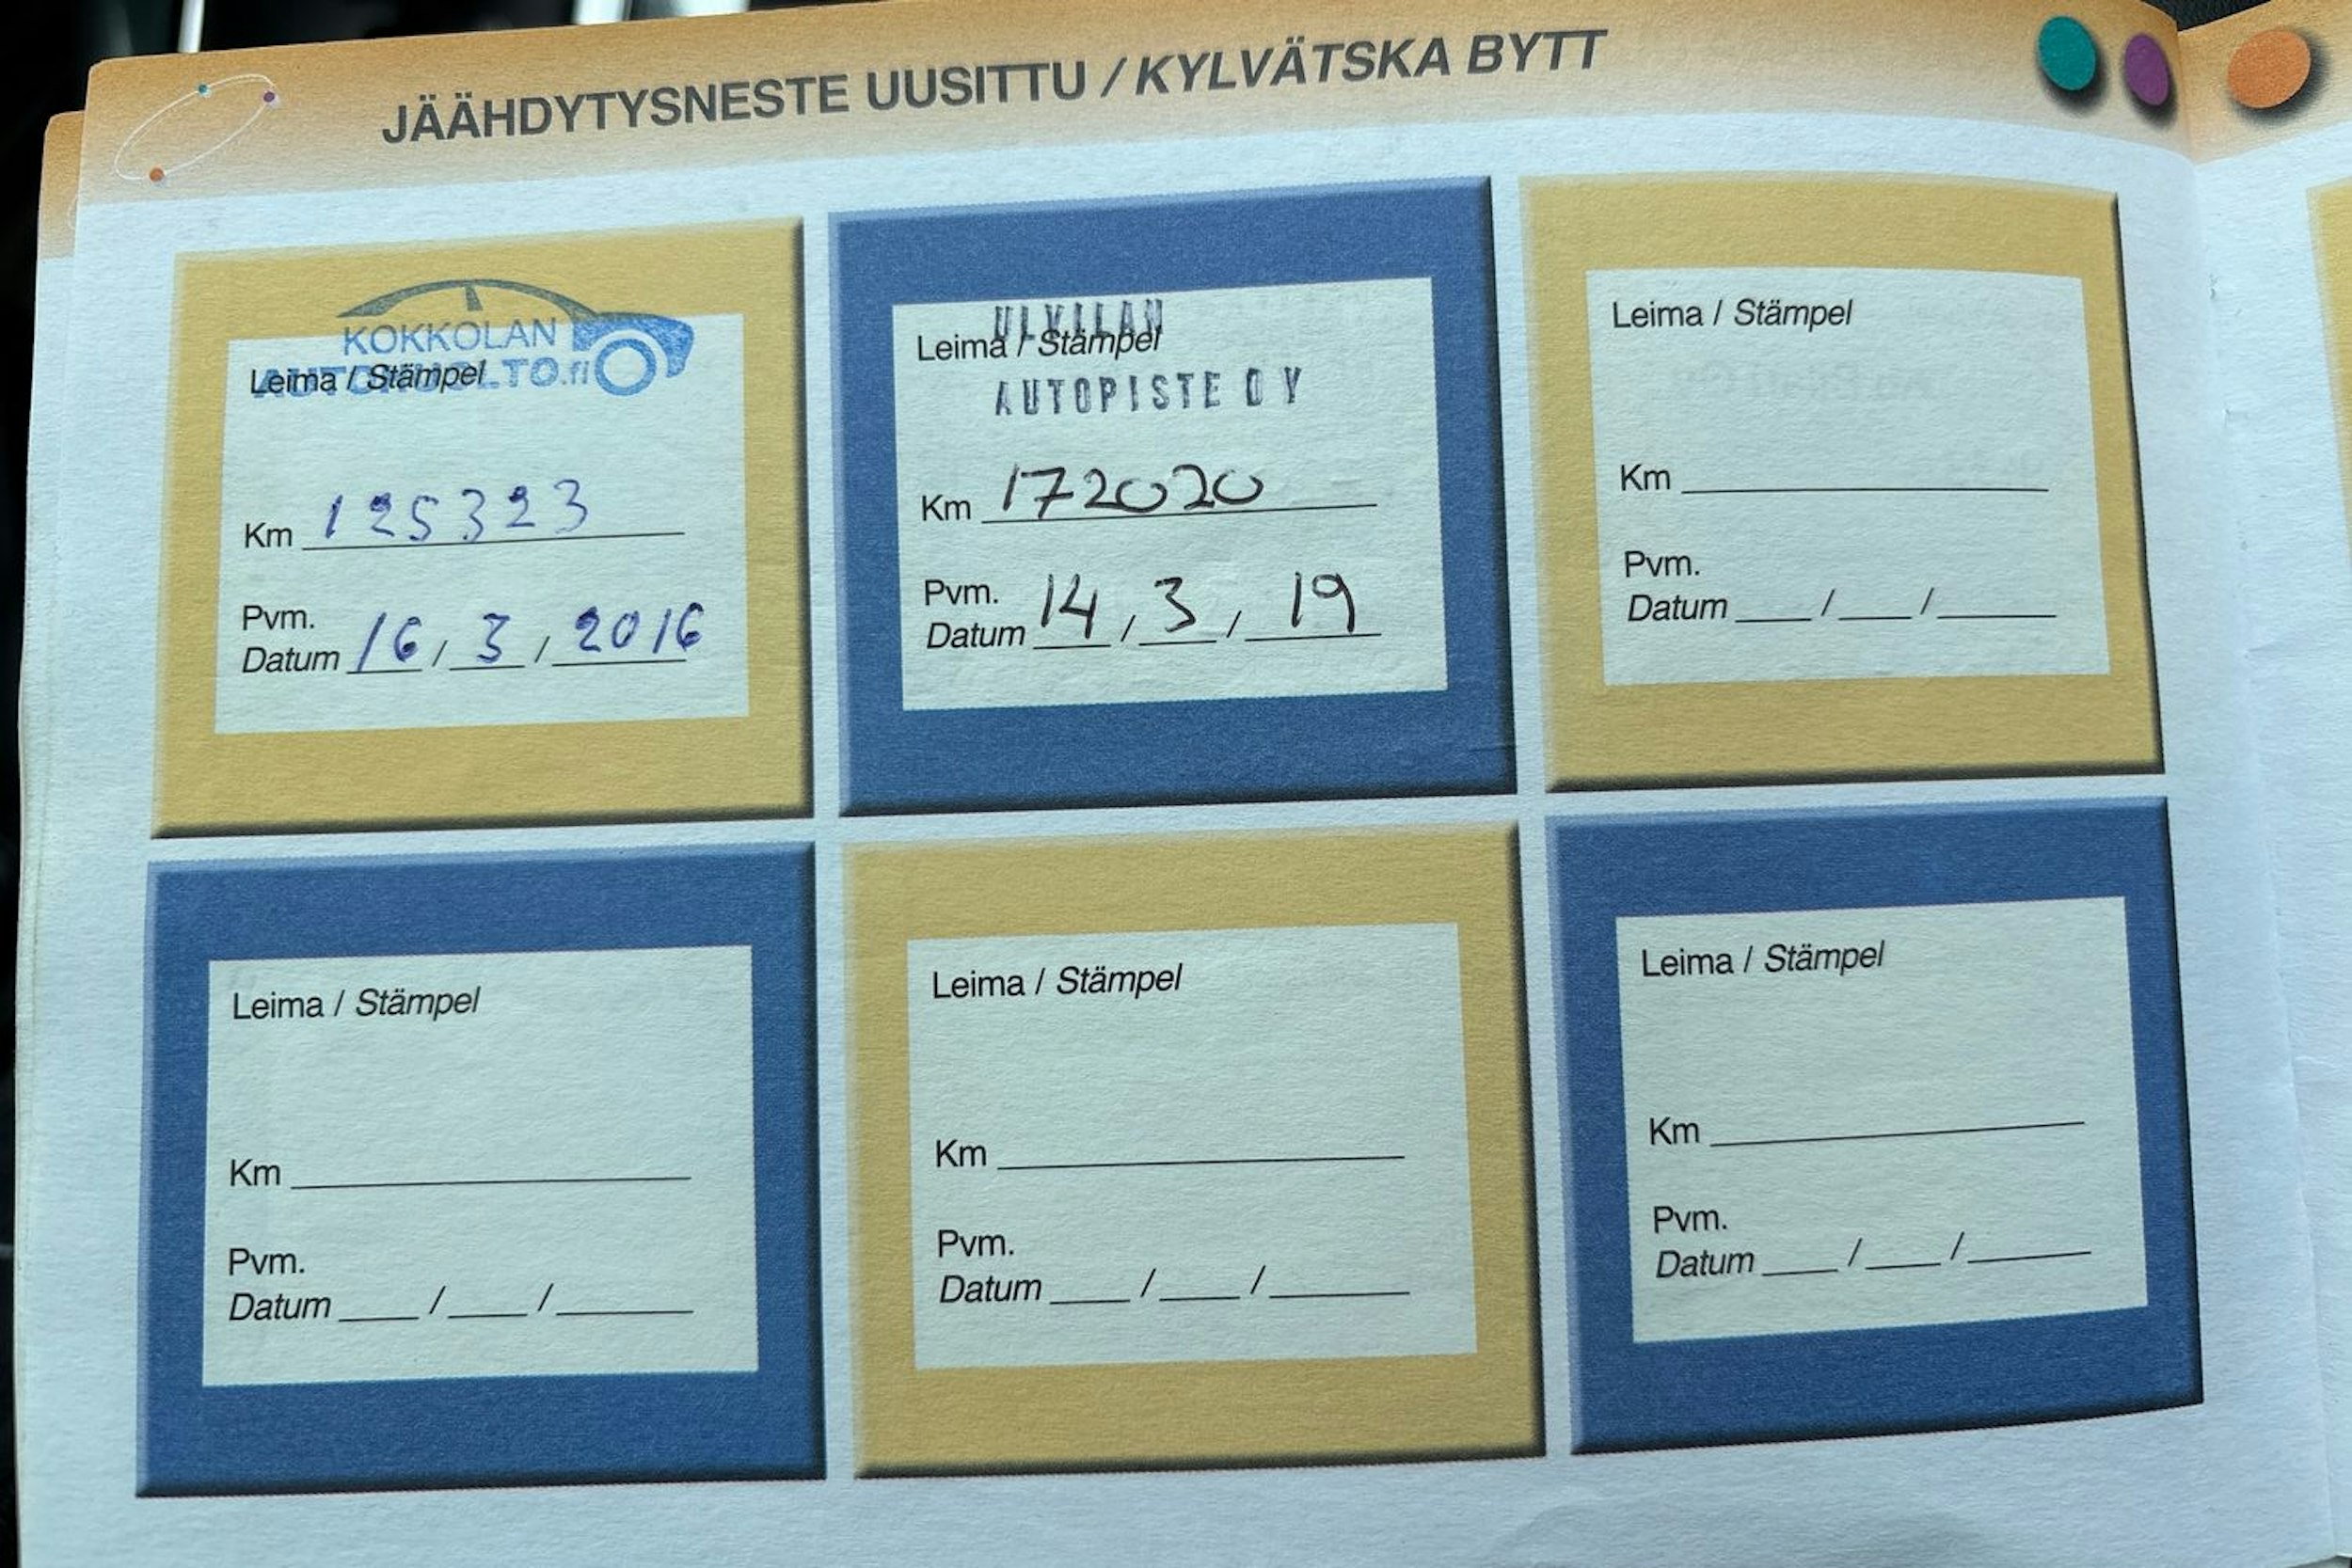 JÄÄHDYTYSNESTE UUSITTU / KYLVÄTSKA BYTT
KOKKOLAN
AUTOHUOLTO.fi
Leima / Stämpel
Km 125323
Pvm.
Datum 16 / 3 / 2016
ULVILAN
Leima / Stämpel
AUTOPISTE OY
Km 172020
Pvm.
Datum 14 / 3 / 19
Leima / Stämpel
Km
Pvm.
Datum / /
Leima / Stämpel
Km
Pvm.
Datum / /
Leima / Stämpel
Km
Pvm.
Datum / /
Leima / Stämpel
Km
Pvm.
Datum / /